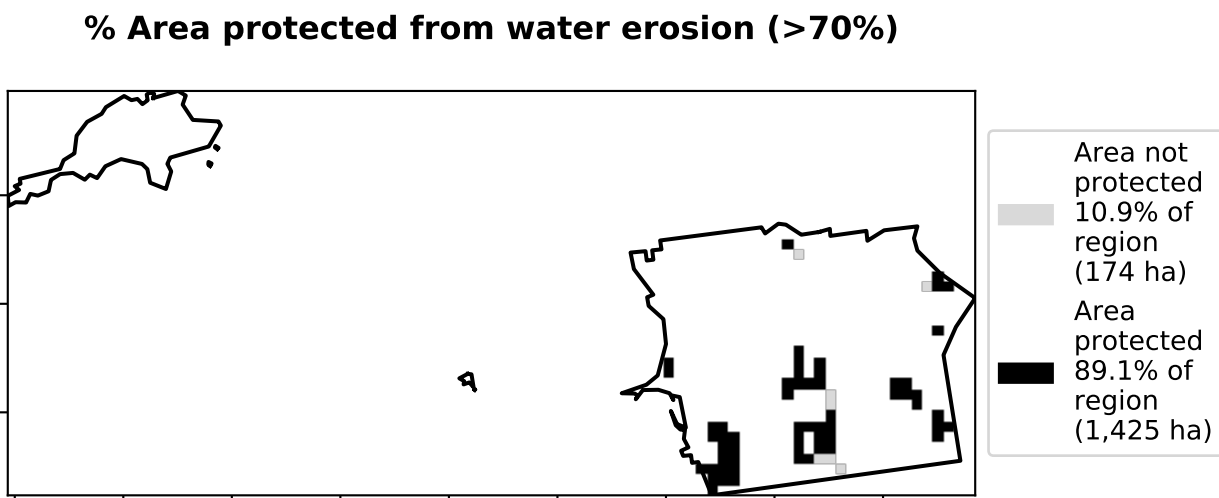 % Area protected from water erosion (>70%)
Area not
protected
10.9% of
region
(174 ha)
Area
protected
89.1% of
region
(1,425 ha)